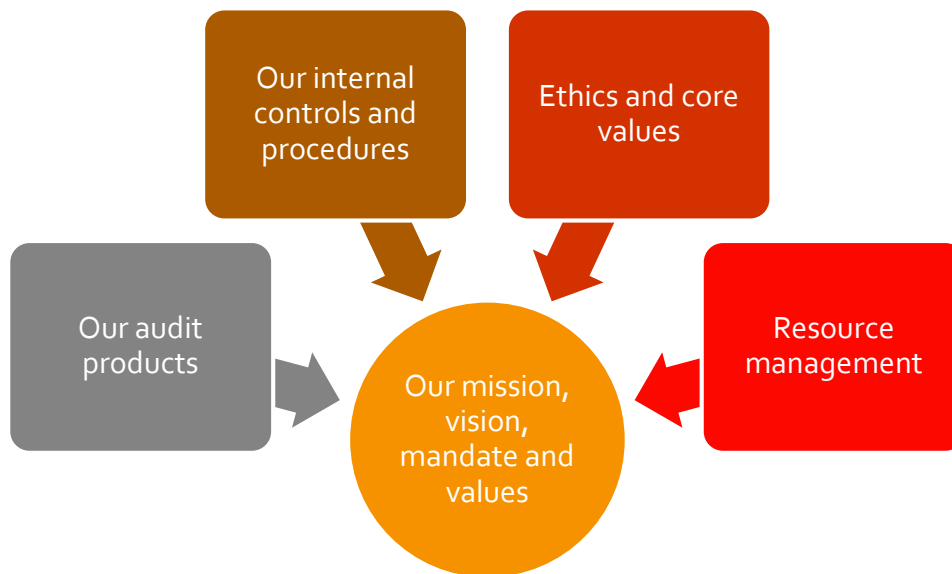 Our internal
controls and
procedures
Ethics and core
values
Our audit
products
Resource
management
Our mission,
vision,
mandate and
values